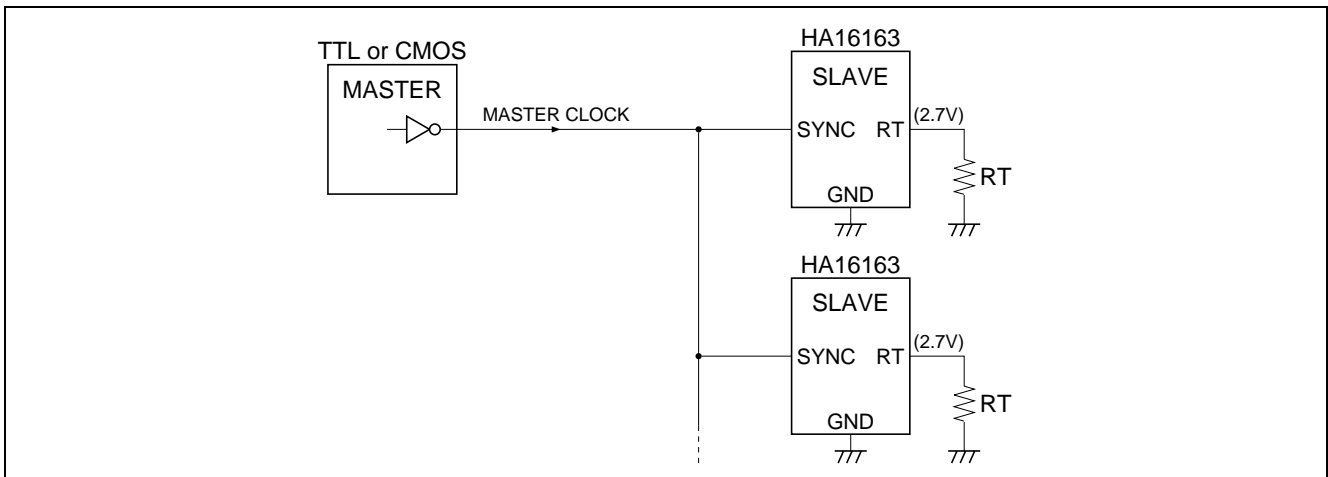 TTL or CMOS
MASTER
MASTER CLOCK
HA16163
SLAVE
SYNC RT
(2.7V)
RT
GND
HA16163
SLAVE
SYNC RT
(2.7V)
RT
GND